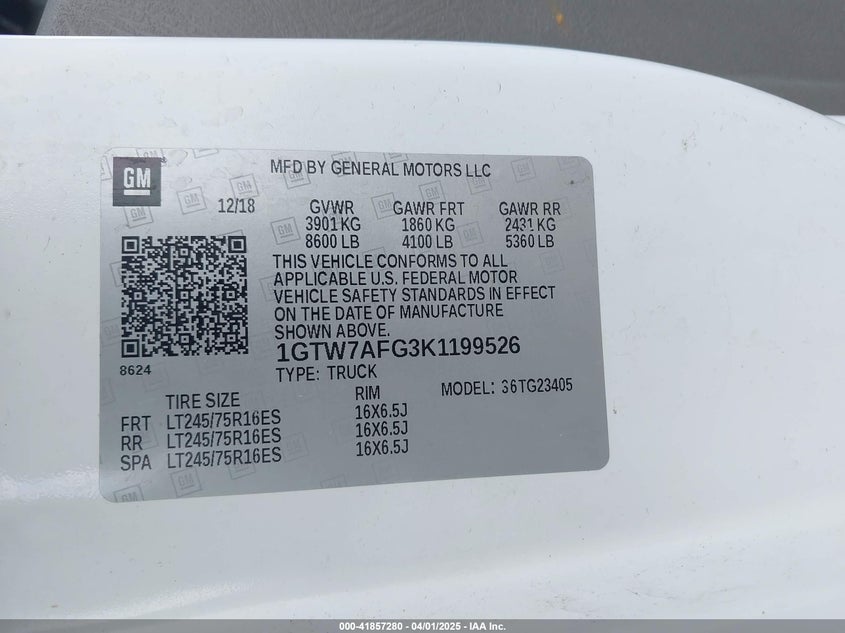 GM
MFD BY GENERAL MOTORS LLC
12/18
GVWR GAWR FRT GAWR RR
3901 KG 1860 KG 2431 KG
8600 LB 4100 LB 5360 LB
THIS VEHICLE CONFORMS TO ALL
APPLICABLE U.S. FEDERAL MOTOR
VEHICLE SAFETY STANDARDS IN EFFECT
ON THE DATE OF MANUFACTURE
SHOWN ABOVE.
1GTW7AFG3K1199526
8624
TYPE: TRUCK
MODEL: 36TG23405
TIRE SIZE RIM
FRT LT245/75R16ES 16X6.5J
RR LT245/75R16ES 16X6.5J
SPA LT245/75R16ES 16X6.5J
000-41857280 - 04/01/2025 - IAA Inc.